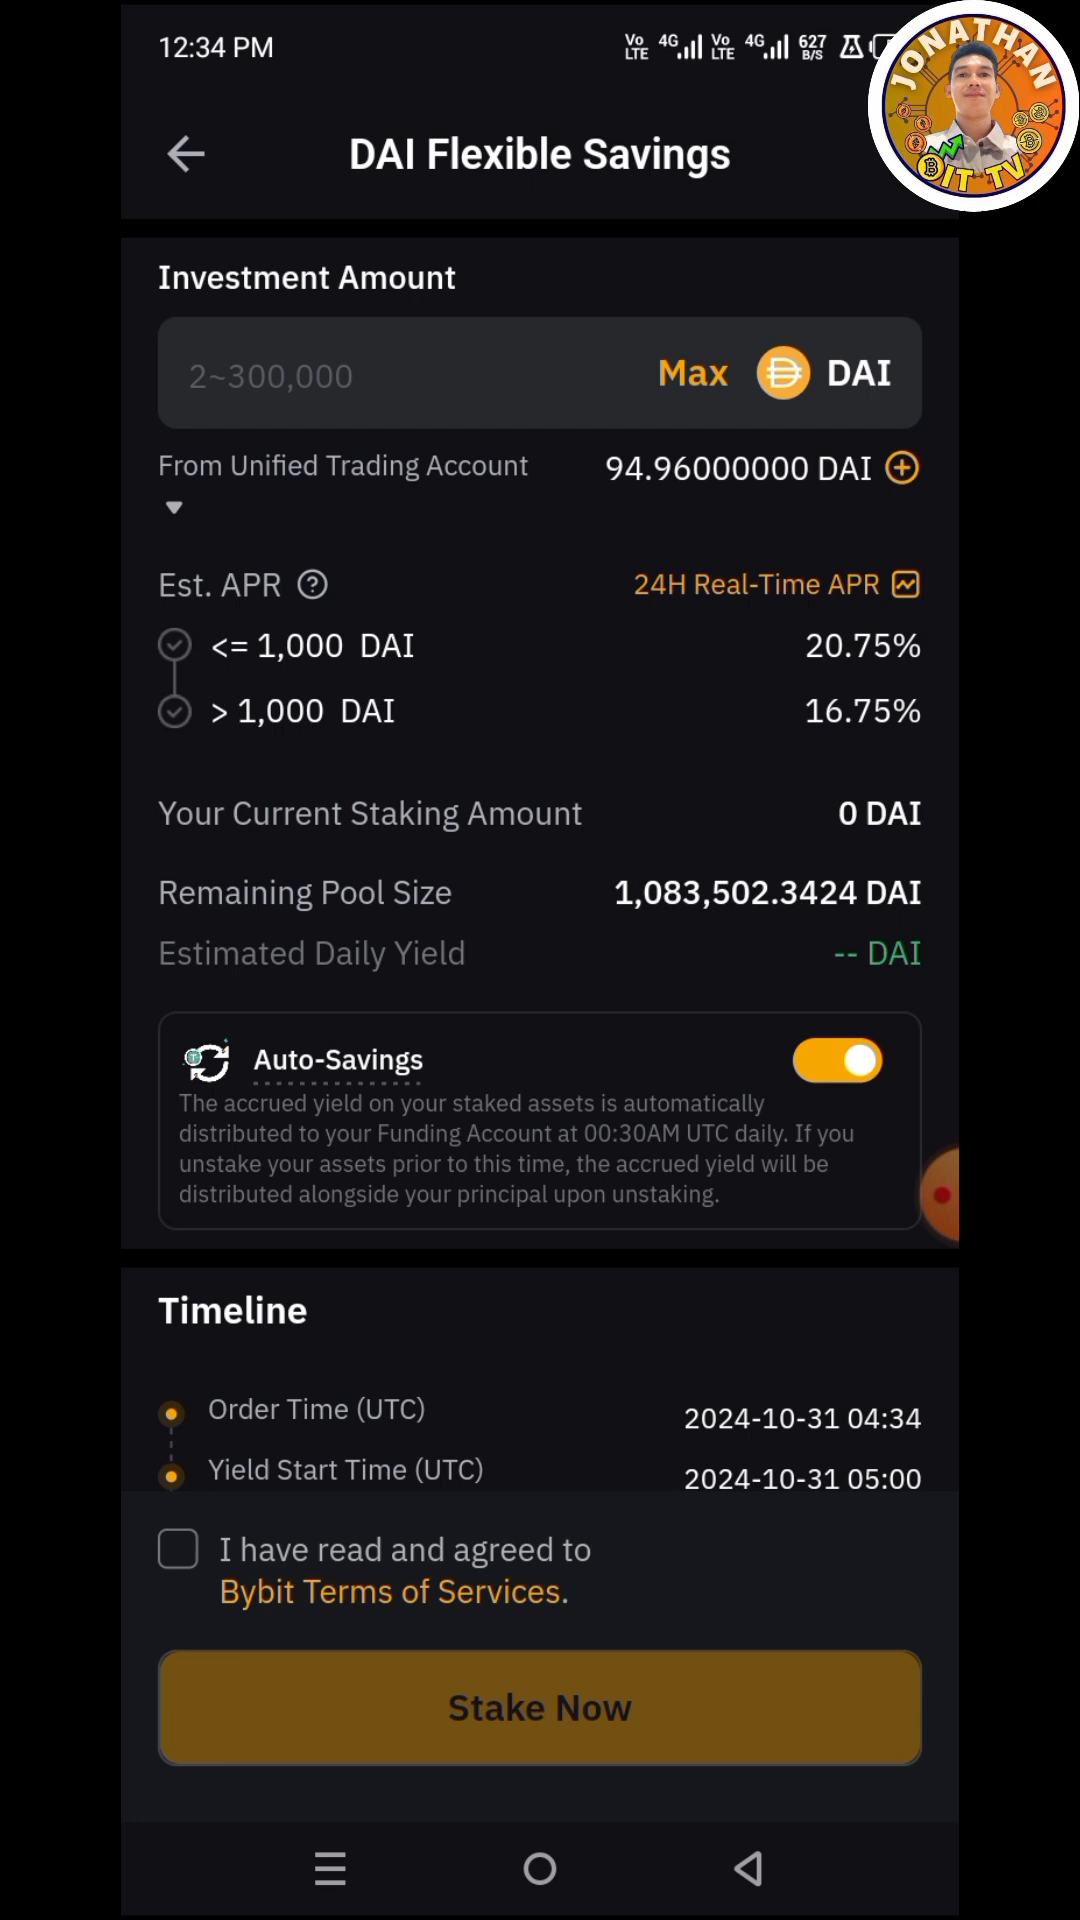 12:34 PM
Vo LTE 4G Vo LTE 4G 627 B/S
JONATHAN
BIT TV
DAI Flexible Savings
Investment Amount
2~300,000 Max DAI
From Unified Trading Account 94.96000000 DAI
Est. APR 24H Real-Time APR
<= 1,000 DAI 20.75%
> 1,000 DAI 16.75%
Your Current Staking Amount 0 DAI
Remaining Pool Size 1,083,502.3424 DAI
Estimated Daily Yield -- DAI
Auto-Savings
The accrued yield on your staked assets is automatically
distributed to your Funding Account at 00:30AM UTC daily. If you
unstake your assets prior to this time, the accrued yield will be
distributed alongside your principal upon unstaking.
Timeline
Order Time (UTC) 2024-10-31 04:34
Yield Start Time (UTC) 2024-10-31 05:00
I have read and agreed to
Bybit Terms of Services.
Stake Now